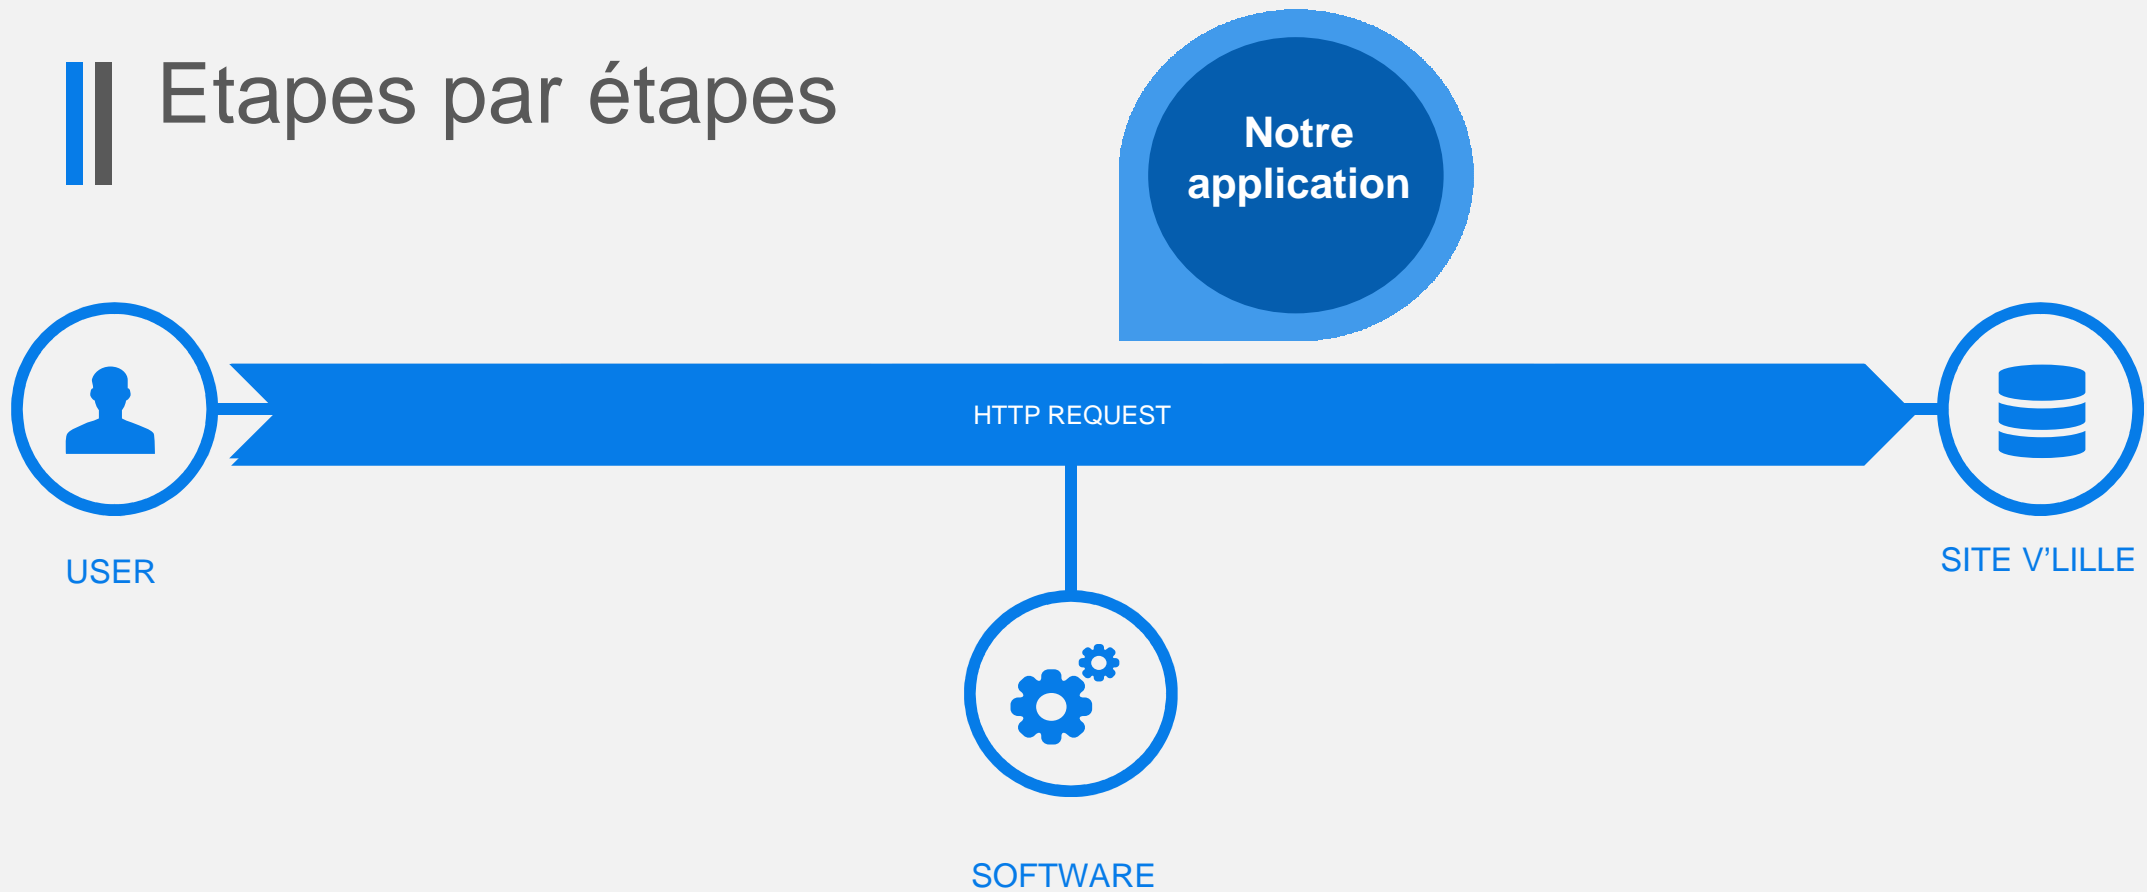 Etapes par étapes
Notre
application
HTTP REQUEST
USER
SITE V’LILLE
SOFTWARE